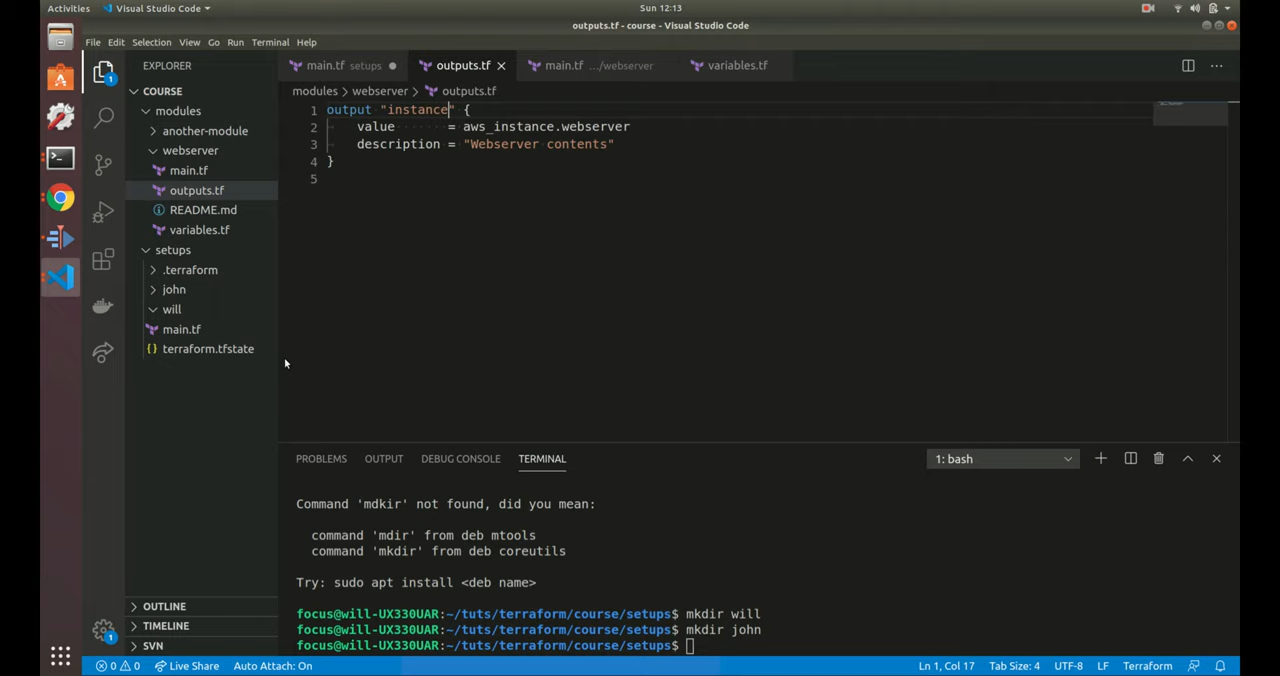 Activities Visual Studio Code Sun 12:13
outputs.tf - course - Visual Studio Code
File Edit Selection View Go Run Terminal Help
EXPLORER
main.tf setups
outputs.tf
main.tf .../webserver
variables.tf
COURSE
modules
another-module
webserver
main.tf
outputs.tf
README.md
variables.tf
setups
.terraform
john
will
main.tf
terraform.tfstate
OUTLINE
TIMELINE
SVN
modules > webserver > outputs.tf
1 output "instance" {
2 value = aws_instance.webserver
3 description = "Webserver contents"
4 }
5
PROBLEMS OUTPUT DEBUG CONSOLE TERMINAL 1: bash
Command 'mdkir' not found, did you mean:
command 'mdir' from deb mtools
command 'mkdir' from deb coreutils
Try: sudo apt install <deb name>
focus@will-UX330UAR:~/tuts/terraform/course/setups$ mkdir will
focus@will-UX330UAR:~/tuts/terraform/course/setups$ mkdir john
focus@will-UX330UAR:~/tuts/terraform/course/setups$
1
1
0 0 Live Share Auto Attach: On Ln 1, Col 17 Tab Size: 4 UTF-8 LF Terraform